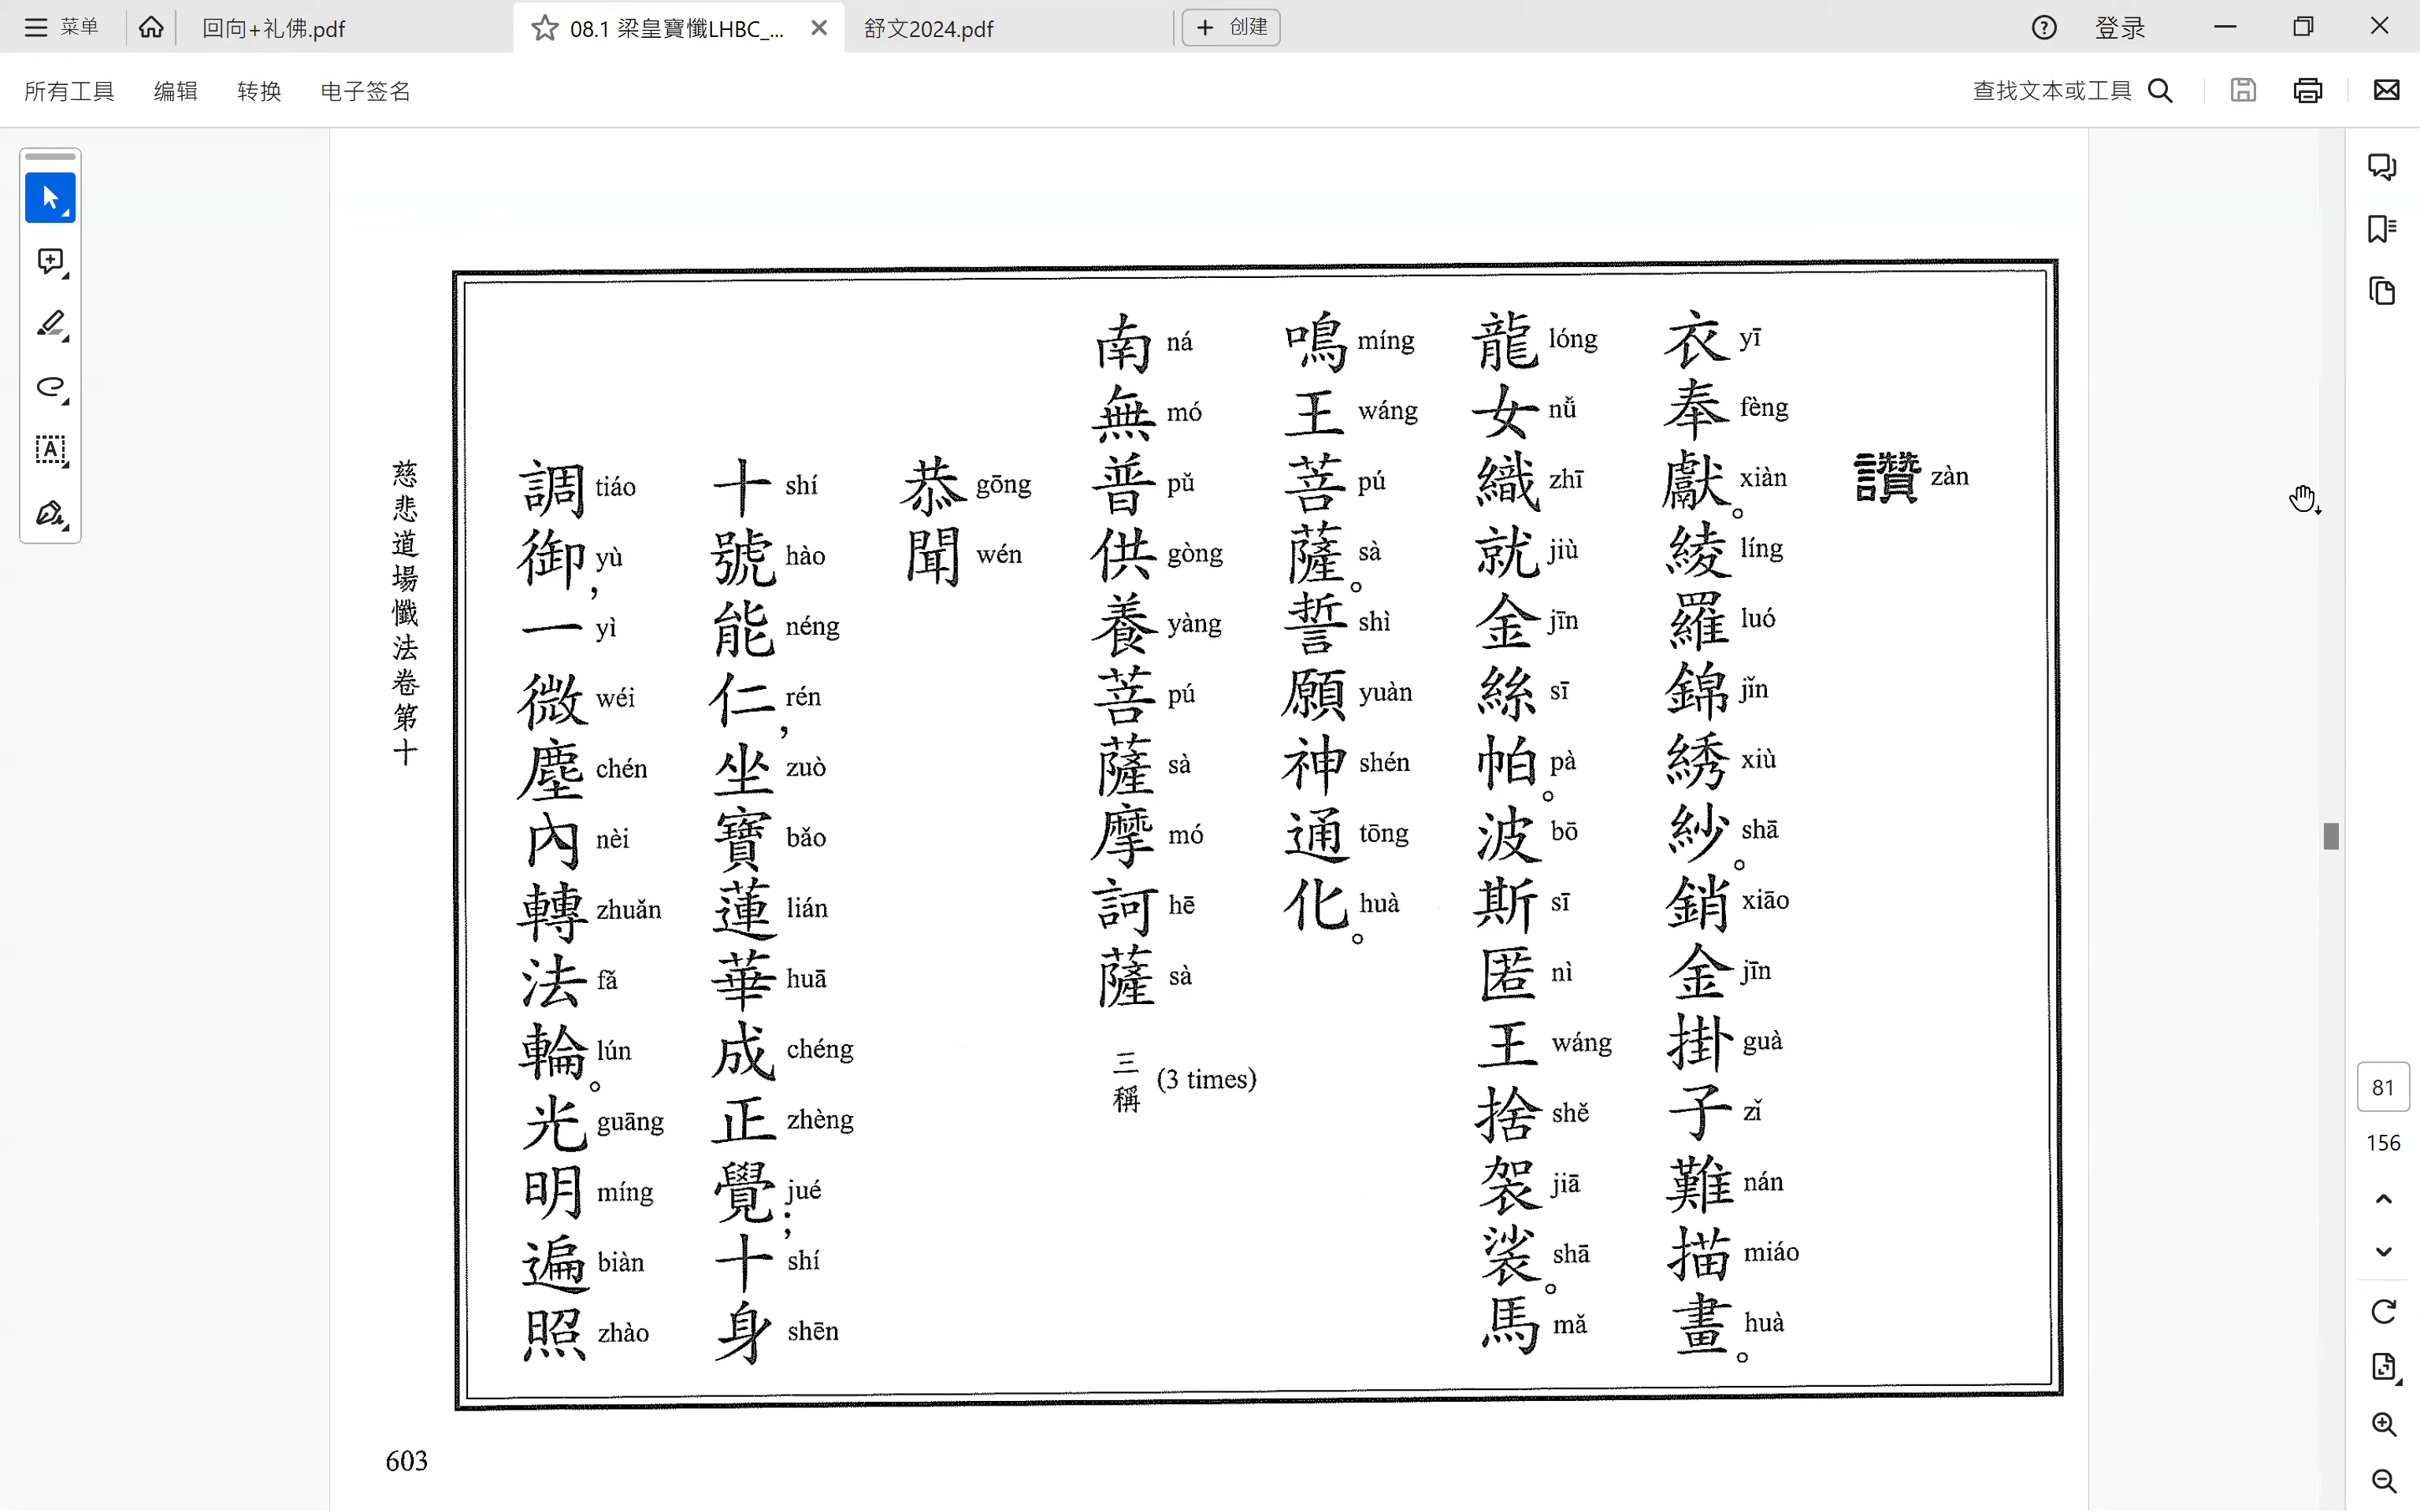 菜单
回向+礼佛.pdf
08.1 梁皇寶懺LHBC_...
舒文2024.pdf
创建
登录
所有工具
编辑
转换
电子签名
查找文本或工具
讚 zàn
衣 yī 奉 fèng 獻 xiàn 。 綾 líng 羅 luó 錦 jǐn 綉 xiù 紗 shā 。 銷 xiāo 金 jīn 掛 guà 子 zǐ 難 nán 描 miáo 畫 huà 。
龍 lóng 女 nǚ 織 zhī 就 jiù 金 jīn 絲 sī 帕 pà 。 波 bō 斯 sī 匿 nì 王 wáng 捨 shě 袈 jiā 裟 shā 。 馬 mǎ
鳴 míng 王 wáng 菩 pú 薩 sà 。 誓 shì 願 yuàn 神 shén 通 tōng 化 huà 。
南 ná 無 mó 普 pǔ 供 gòng 養 yàng 菩 pú 薩 sà 摩 mó 訶 hē 薩 sà 三稱 (3 times)
恭 gōng 聞 wén
十 shí 號 hào 能 néng 仁 rén , 坐 zuò 寶 bǎo 蓮 lián 華 huā 成 chéng 正 zhèng 覺 jué ; 十 shí 身 shēn
調 tiáo 御 yù , 一 yì 微 wéi 塵 chén 內 nèi 轉 zhuǎn 法 fǎ 輪 lún 。 光 guāng 明 míng 遍 biàn 照 zhào
慈悲道場懺法卷第十
603
81
156